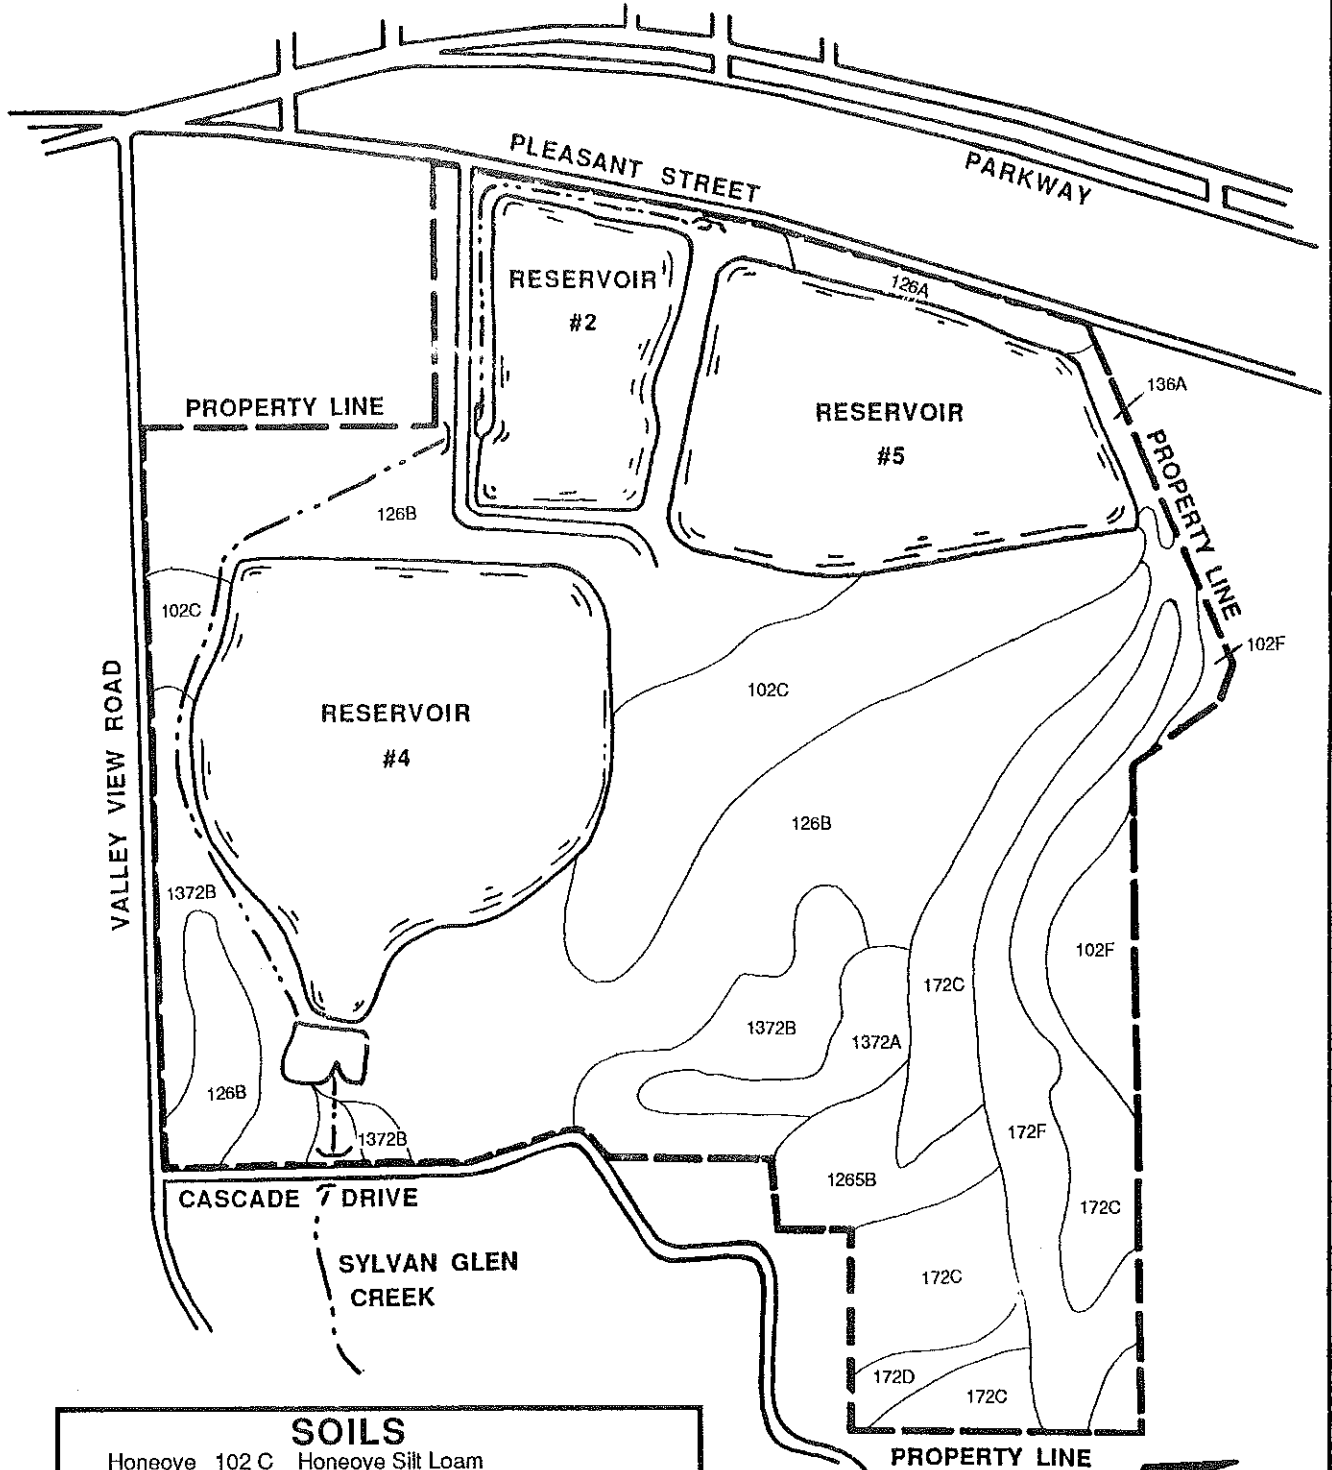 PLEASANT STREET
PARKWAY
RESERVOIR
#2
126A
136A
PROPERTY LINE
RESERVOIR
#5
PROPERTY LINE
126B
102C
102F
VALLEY VIEW ROAD
102C
RESERVOIR
#4
126B
1372B
102F
172C
1372B
1372A
126B
172F
1372B
1265B
172C
CASCADE DRIVE
SYLVAN GLEN
CREEK
172C
172D
172C
SOILS
Honeoye 102 C Honeoye Silt Loam
PROPERTY LINE